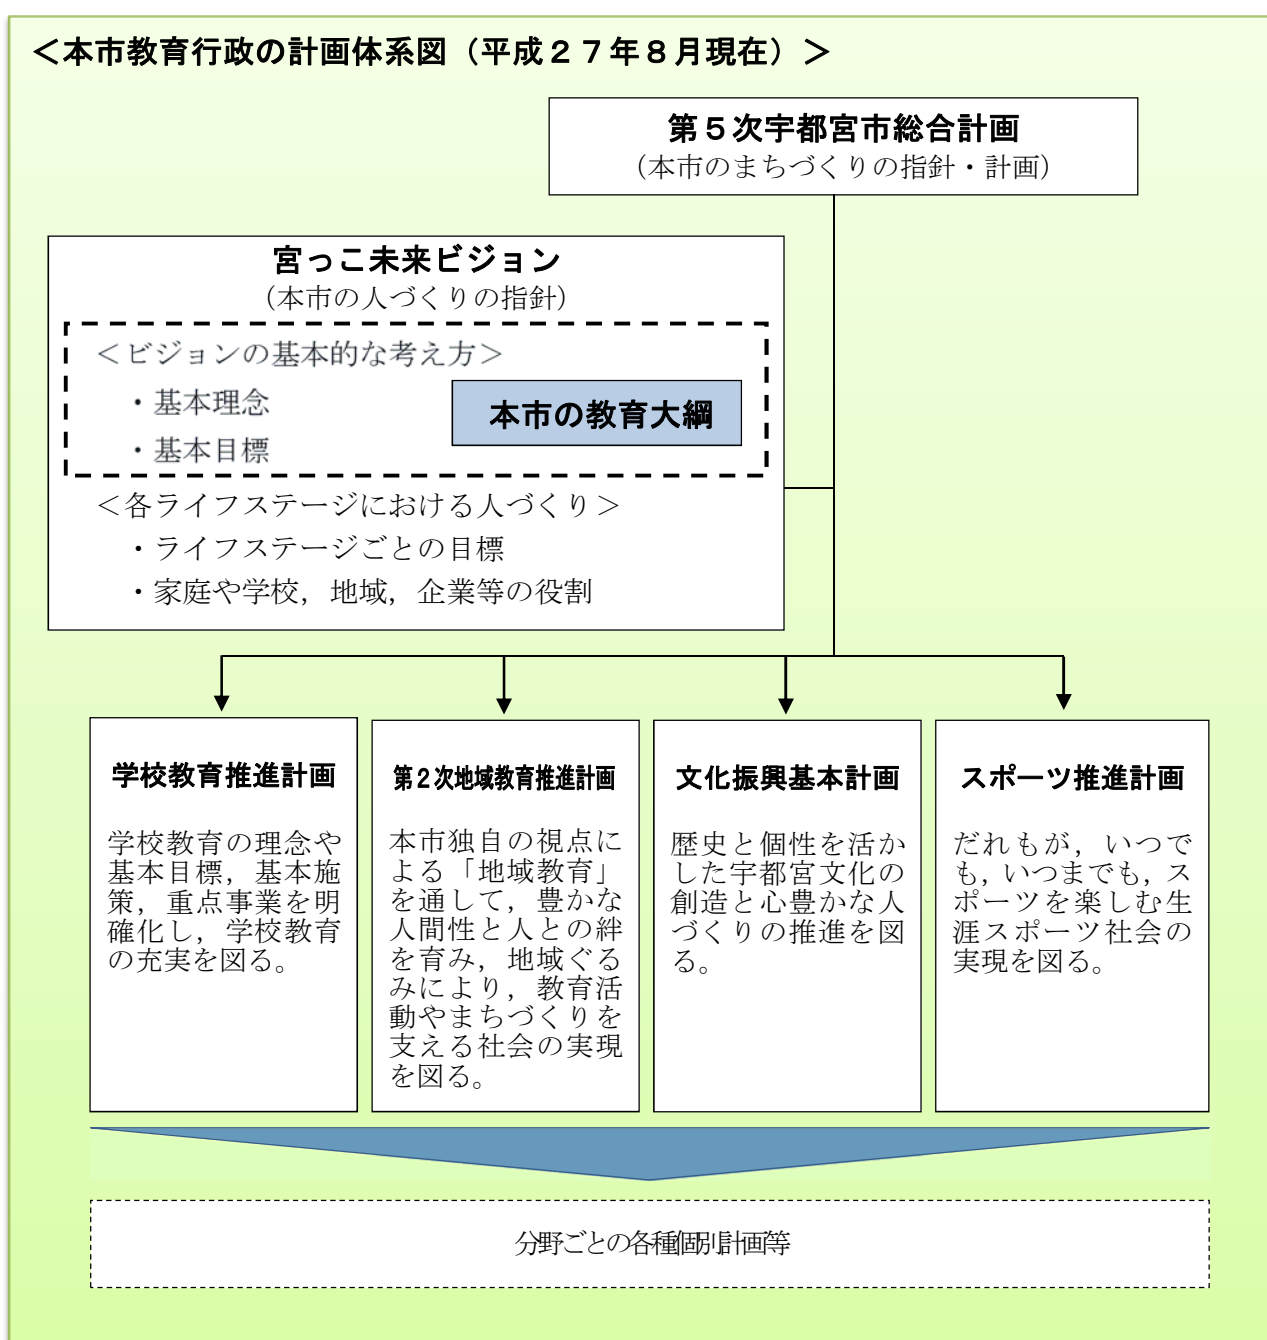 ＜本市教育行政の計画体系図（平成２７年８月現在）＞
第５次宇都宮市総合計画
（本市のまちづくりの指針・計画）
宮っこ未来ビジョン
（本市の人づくりの指針）
＜ビジョンの基本的な考え方＞
・基本理念
本市の教育大綱
・基本目標
＜各ライフステージにおける人づくり＞
・ライフステージごとの目標
・家庭や学校，地域，企業等の役割
学校教育推進計画
学校教育の理念や
基本目標，基本施
策，重点事業を明
確化し，学校教育
の充実を図る。
第２次地域教育推進計画
本市独自の視点に
よる「地域教育」
を通して，豊かな
人間性と人との絆
を育み，地域ぐる
みにより，教育活
動やまちづくりを
支える社会の実現
を図る。
文化振興基本計画
歴史と個性を活か
した宇都宮文化の
創造と心豊かな人
づくりの推進を図
る。
スポーツ推進計画
だれもが，いつで
も，いつまでも，ス
ポーツを楽しむ生
涯スポーツ社会の
実現を図る。
分野ごとの各種個別計画等